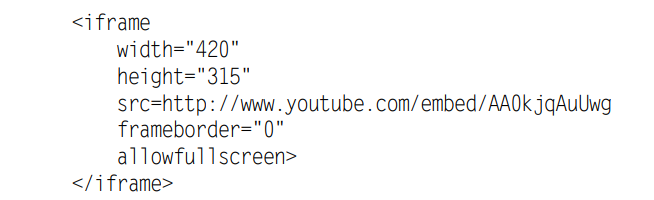 <iframe
width="420"
height="315"
src=http://www.youtube.com/embed/AA0kjqAuUwg
frameborder="0"
allowfullscreen>
</iframe>